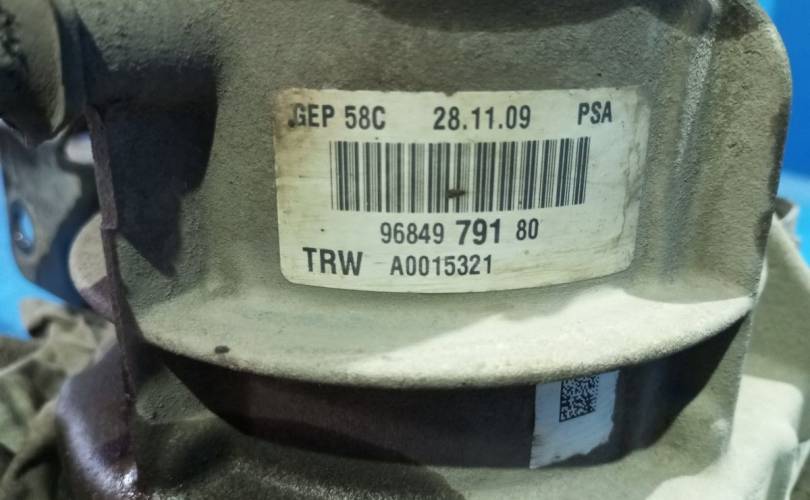 GEP 58C 28.11.09 PSA
96849 791 80
TRW A0015321